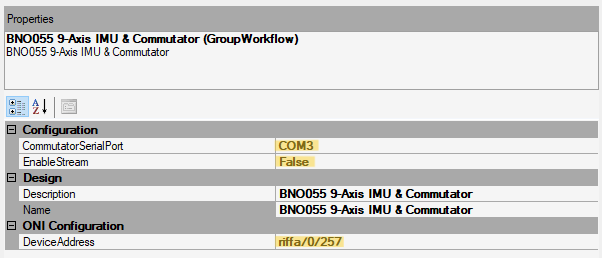 Properties
BNO055 9-Axis IMU & Commutator (GroupWorkflow)
BNO055 9-Axis IMU & Commutator
A Z
Configuration
CommutatorSerialPort COM3
EnableStream False
Design
Description BNO055 9-Axis IMU & Commutator
Name BNO055 9-Axis IMU & Commutator
ONI Configuration
DeviceAddress riffa/0/257